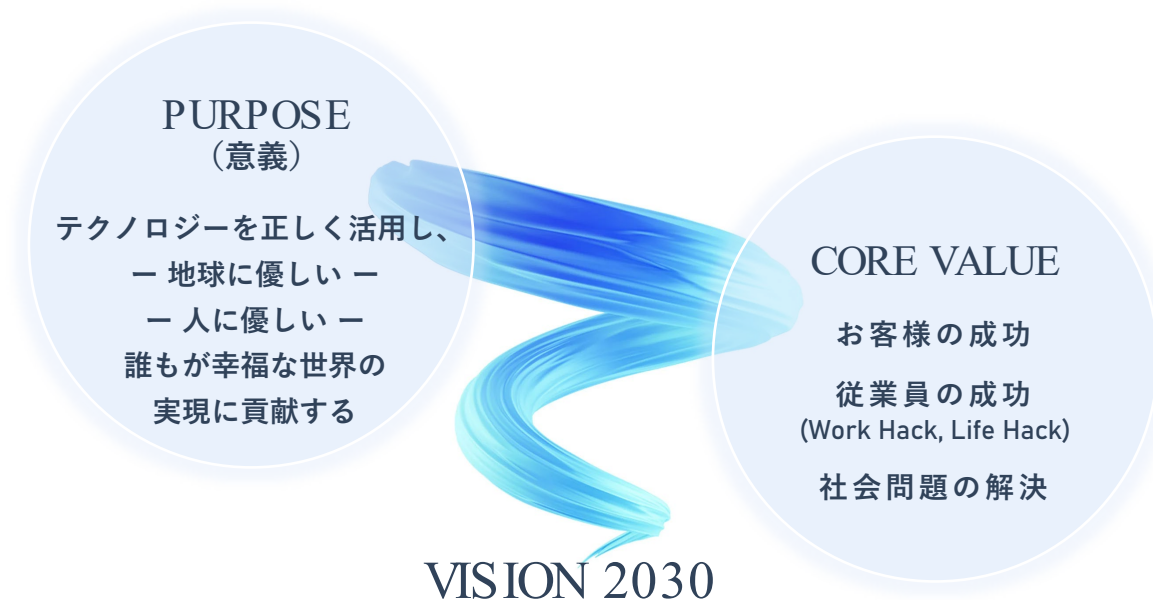 PURPOSE
（意義）
テクノロジーを正しく活用し、
ー 地球に優しい ー
ー 人に優しい ー
誰もが幸福な世界の
実現に貢献する
CORE VALUE
お客様の成功
従業員の成功
(Work Hack, Life Hack)
社会問題の解決
VISION 2030